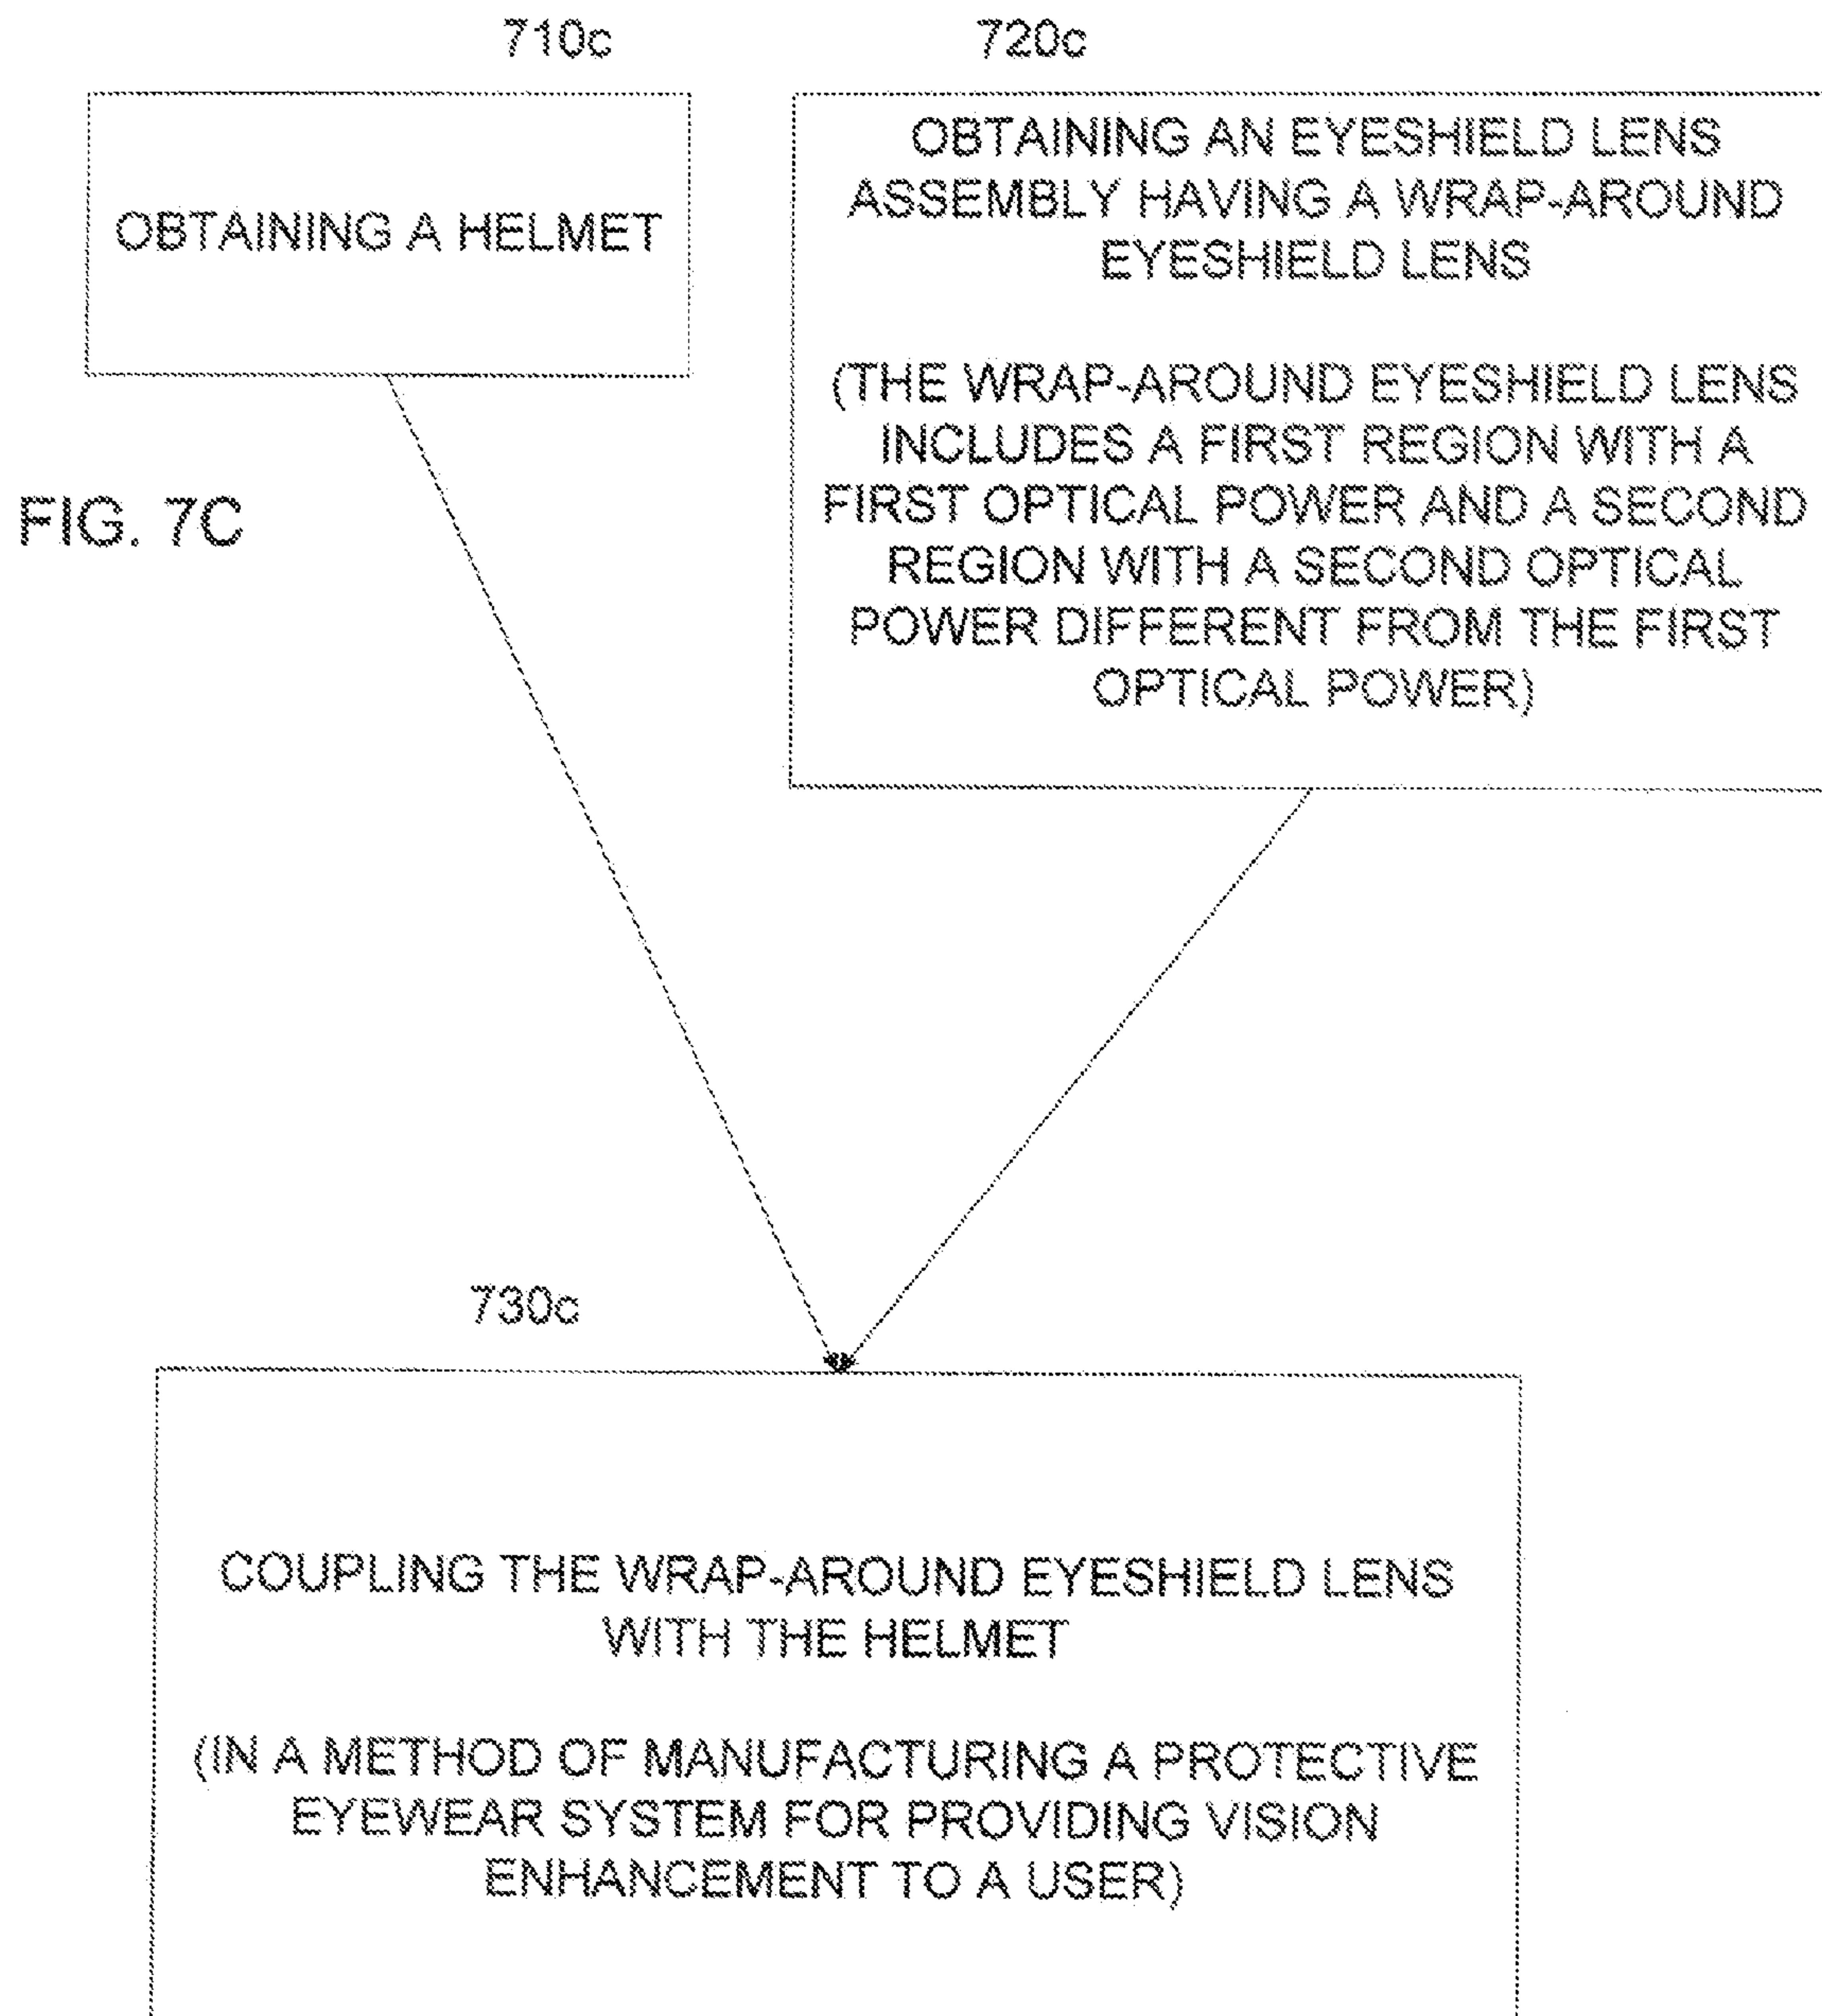 710c
OBTAINING A HELMET
720c
OBTAINING AN EYESHIELD LENS
ASSEMBLY HAVING A WRAP-AROUND
EYESHIELD LENS
(THE WRAP-AROUND EYESHIELD LENS
INCLUDES A FIRST REGION WITH A
FIRST OPTICAL POWER AND A SECOND
REGION WITH A SECOND OPTICAL
POWER DIFFERENT FROM THE FIRST
OPTICAL POWER)
FIG. 7C
730c
COUPLING THE WRAP-AROUND EYESHIELD LENS
WITH THE HELMET
(IN A METHOD OF MANUFACTURING A PROTECTIVE
EYEWEAR SYSTEM FOR PROVIDING VISION
ENHANCEMENT TO A USER)